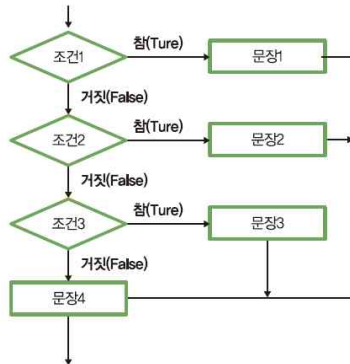 조건1
참(Ture)
문장1
거짓(False)
조건2
참(Ture)
문장2
거짓(False)
조건3
참(Ture)
문장3
거짓(False)
문장4